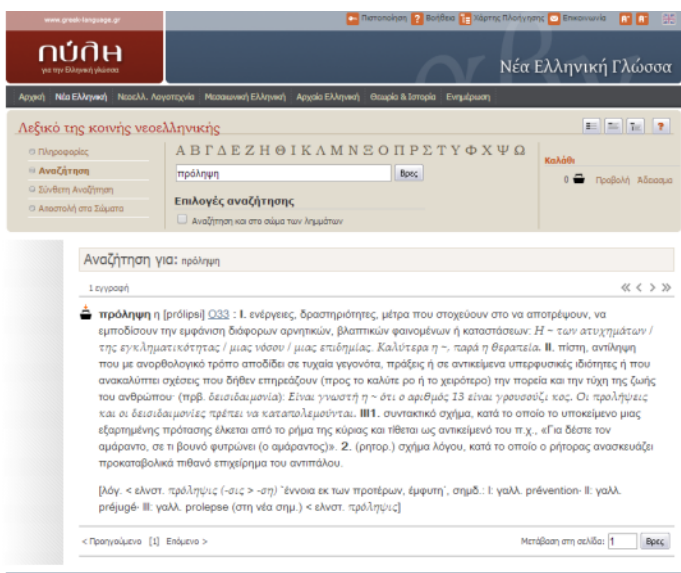 www.greek-language.gr
Πιστοποίηση Βοήθεια Χάρτης Πλοήγησης Επικοινωνία
πύλη
για την Ελληνική γλώσσα
Νέα Ελληνική Γλώσσα
Αρχική Νέα Ελληνική Νεοελλ. Λογοτεχνία Μεσαιωνική Ελληνική Αρχαία Ελληνική Θεωρία & Ιστορία Ενημέρωση
Λεξικό της κοινής νεοελληνικής
Πληροφορίες
Αναζήτηση
Σύνθετη Αναζήτηση
Αποστολή στα Σώματα
Α Β Γ Δ Ε Ζ Η Θ Ι Κ Λ Μ Ν Ξ Ο Π Ρ Σ Τ Υ Φ Χ Ψ Ω
πρόληψη Βρες
Επιλογές αναζήτησης
Αναζήτηση και στο σώμα των λημμάτων
Καλάθι
0 Προβολή Άδειασμα
Αναζήτηση για: πρόληψη
1 εγγραφή
πρόληψη η [prólipsi] Ο33 : I. ενέργειες, δραστηριότητες, μέτρα που στοχεύουν στο να αποτρέψουν, να
εμποδίσουν την εμφάνιση διάφορων αρνητικών, βλαπτικών φαινομένων ή καταστάσεων: Η ~ των ατυχημάτων /
της εγκληματικότητας / μιας νόσου / μιας επιδημίας. Καλύτερα η ~, παρά η θεραπεία. II. πίστη, αντίληψη
που με ανορθολογικό τρόπο αποδίδει σε τυχαία γεγονότα, πράξεις ή σε αντικείμενα υπερφυσικές ιδιότητες ή που
ανακαλύπτει σχέσεις που δήθεν επηρεάζουν (προς το καλύτε ρο ή το χειρότερο) την πορεία και την τύχη της ζωής
του ανθρώπου· (πρβ. δεισιδαιμονία): Είναι γνωστή η ~ ότι ο αριθμός 13 είναι γρουσούζι κος. Οι προλήψεις
και οι δεισιδαιμονίες πρέπει να καταπολεμούνται. III1. συντακτικό σχήμα, κατά το οποίο το υποκείμενο μιας
εξαρτημένης πρότασης έλκεται από το ρήμα της κύριας και τίθεται ως αντικείμενό του π.χ., «Για δέστε τον
αμάραντο, σε τι βουνό φυτρώνει (ο αμάραντος)». 2. (ρητορ.) σχήμα λόγου, κατά το οποίο ο ρήτορας ανασκευάζει
προκαταβολικά πιθανό επιχείρημα του αντιπάλου.
[λόγ. < ελνστ. πρόληψις (-σις > -ση) ῾έννοια εκ των προτέρων, έμφυτη᾽, σημδ.: I: γαλλ. prévention· II: γαλλ.
préjugé· III: γαλλ. prolepse (στη νέα σημ.) < ελνστ. πρόληψις]
< Προηγούμενο [1] Επόμενο >
Μετάβαση στη σελίδα: 1 Βρες